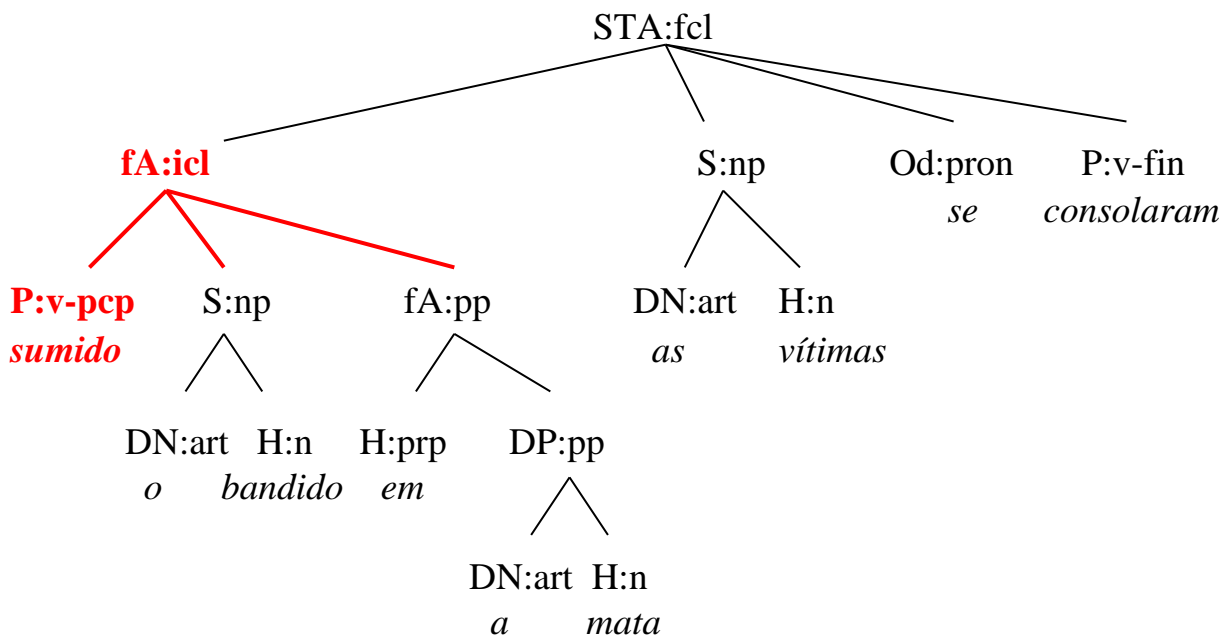 STA:fcl
fA:icl S:np Od:pron P:v-fin
se consolaram
P:v-pcp S:np fA:pp DN:art H:n
sumido as vítimas
DN:art H:n H:prp DP:pp
o bandido em
DN:art H:n
a mata